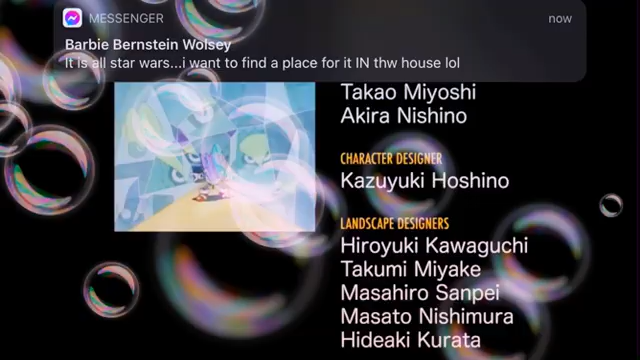 MESSENGER
now
Barbie Bernstein Wolsey
It is all star wars...i want to find a place for it IN thw house lol
Takao Miyoshi
Akira Nishino
CHARACTER DESIGNER
Kazuyuki Hoshino
LANDSCAPE DESIGNERS
Hiroyuki Kawaguchi
Takumi Miyake
Masahiro Sanpei
Masato Nishimura
Hideaki Kurata